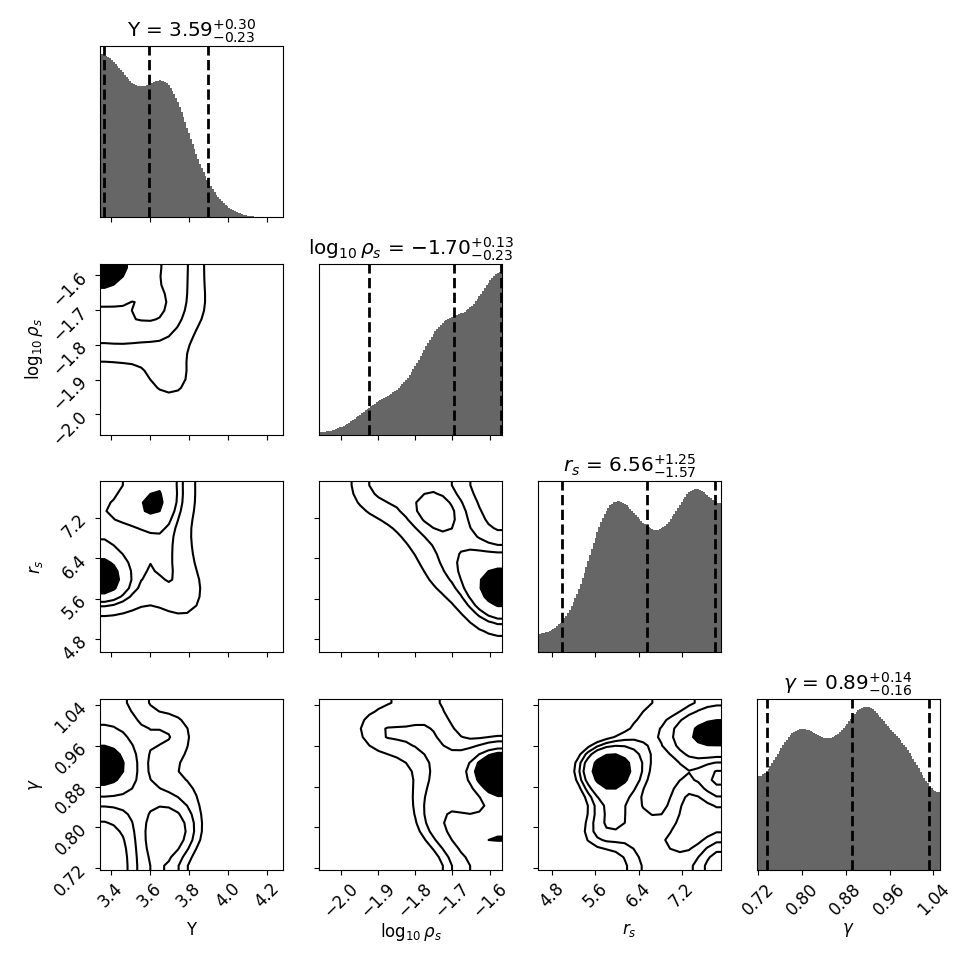 Y = 3.59^{+0.30}_{-0.23}
log₁₀ ρₛ = −1.70^{+0.13}_{-0.23}
−1.6
−1.7
−1.8
−1.9
−2.0
log₁₀ ρₛ
rₛ = 6.56^{+1.25}_{-1.57}
7.2
6.4
5.6
4.8
rₛ
γ = 0.89^{+0.14}_{-0.16}
1.04
0.96
0.88
0.80
0.72
γ
3.4 3.6 3.8 4.0 4.2
Y
−2.0 −1.9 −1.8 −1.7 −1.6
log₁₀ ρₛ
4.8 5.6 6.4 7.2
rₛ
0.72 0.80 0.88 0.96 1.04
γ